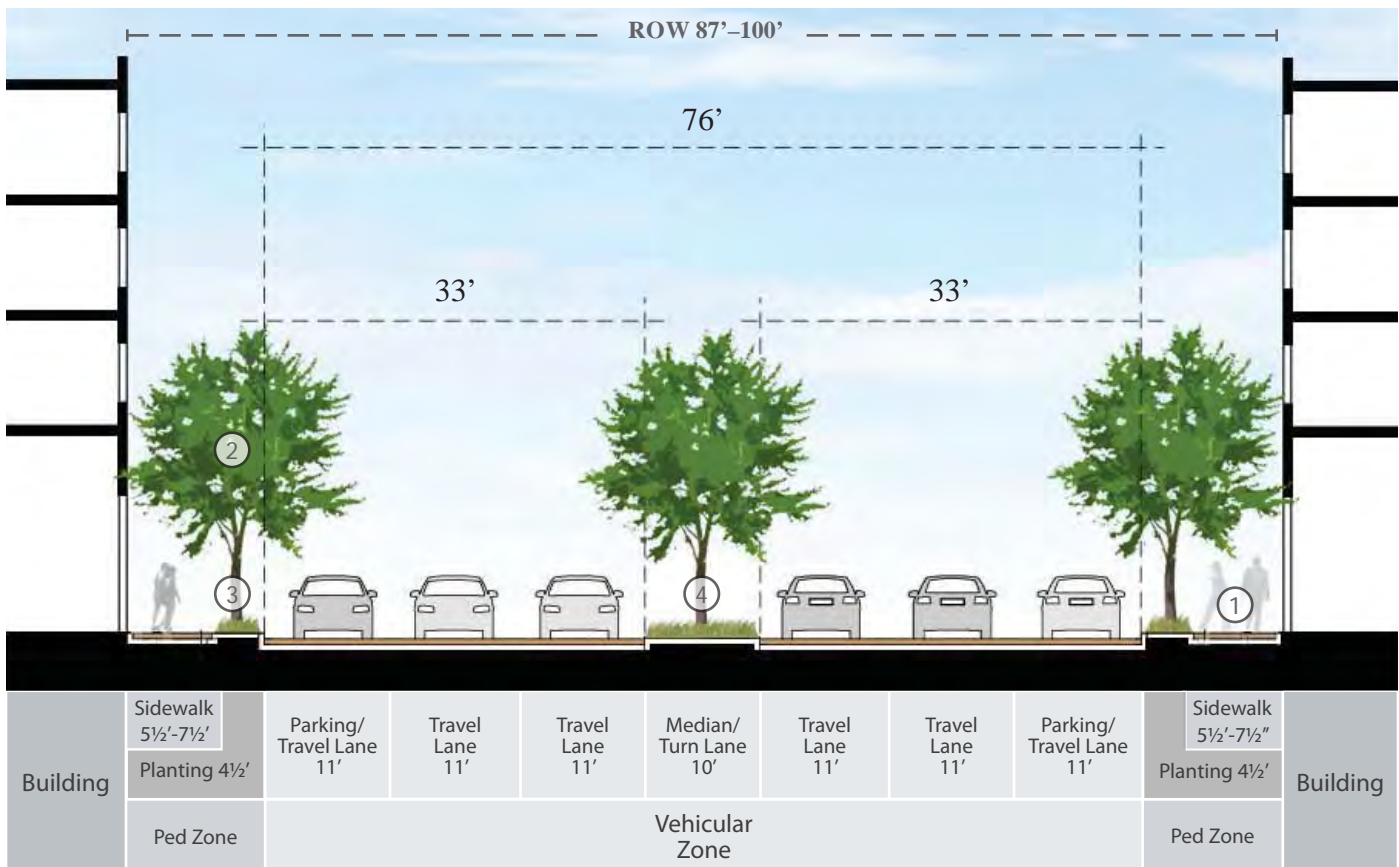 ROW 87’–100’
76’
33’
33’
2
3
4
1
Building
Sidewalk
5½’-7½’
Planting 4½’
Parking/
Travel Lane
11’
Travel
Lane
11’
Travel
Lane
11’
Median/
Turn Lane
10’
Travel
Lane
11’
Travel
Lane
11’
Parking/
Travel Lane
11’
Sidewalk
5½’-7½”
Planting 4½’
Building
Ped Zone
Vehicular
Zone
Ped Zone